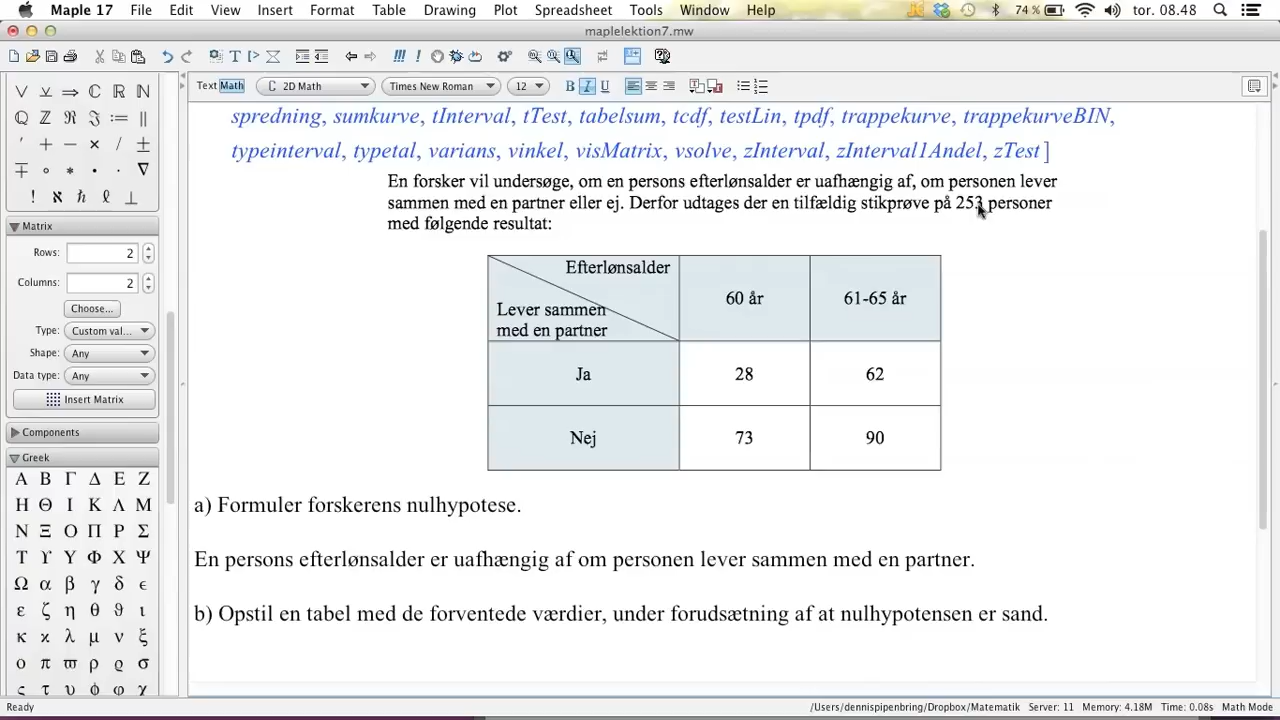 Maple 17 File Edit View Insert Format Table Drawing Plot Spreadsheet Tools Window Help 74 % tor. 08.48
maplelektion7.mw
Text Math C 2D Math Times New Roman 12 B I U
∨ ⊻ ⇒ ℂ ℝ ℕ
ℚ ℤ ℜ ℑ := ||
′ + − × / ±
∓ ∘ * · − ∇
! ℵ ℏ ℓ ⊥
Matrix
Rows: 2
Columns: 2
Choose...
Type: Custom val...
Shape: Any
Data type: Any
Insert Matrix
Components
Greek
Α Β Γ Δ Ε Ζ
Η Θ Ι Κ Λ Μ
Ν Ξ Ο Π Ρ Σ
Τ ϒ Υ Φ Χ Ψ
Ω α β γ δ ϵ
ε ζ η θ ϑ ι
κ ϰ λ μ ν ξ
ο π ϖ ρ ϱ σ
ς τ υ φ ϕ χ
spredning, sumkurve, tInterval, tTest, tabelsum, tcdf, testLin, tpdf, trappekurve, trappekurveBIN,
typeinterval, typetal, varians, vinkel, visMatrix, vsolve, zInterval, zInterval1Andel, zTest ]
En forsker vil undersøge, om en persons efterlønsalder er uafhængig af, om personen lever
sammen med en partner eller ej. Derfor udtages der en tilfældig stikprøve på 253 personer
med følgende resultat:
Efterlønsalder
Lever sammen
med en partner
60 år 61-65 år
Ja 28 62
Nej 73 90
a) Formuler forskerens nulhypotese.
En persons efterlønsalder er uafhængig af om personen lever sammen med en partner.
b) Opstil en tabel med de forventede værdier, under forudsætning af at nulhypotensen er sand.
Ready /Users/dennispipenbring/Dropbox/Matematik Server: 11 Memory: 4.18M Time: 0.08s Math Mode